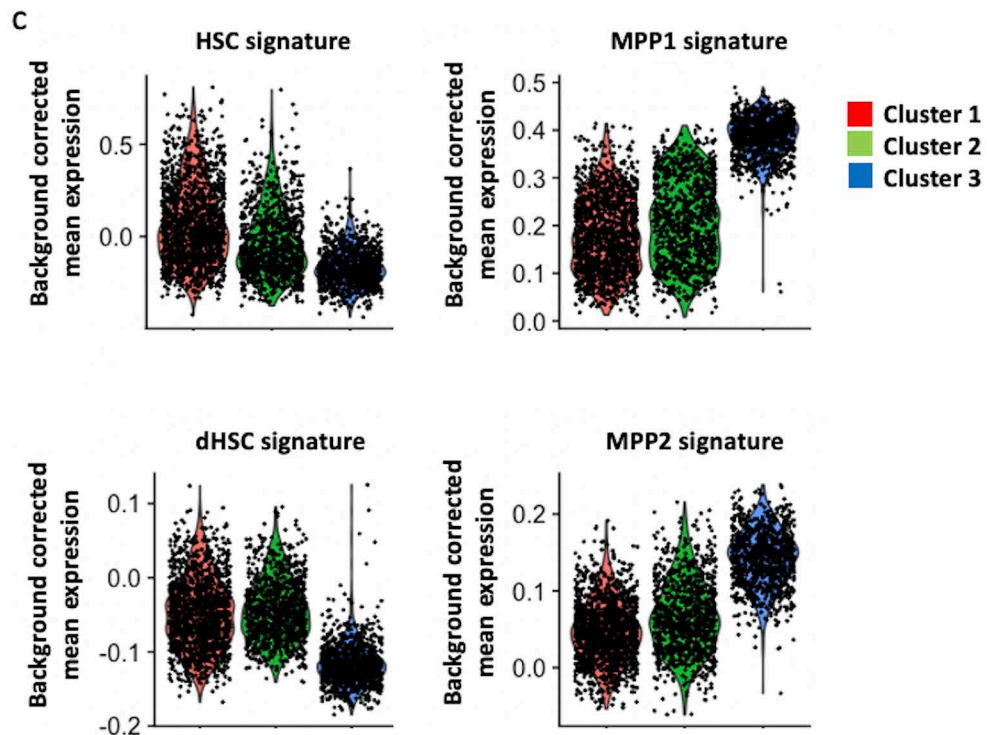 C
HSC signature
Background corrected
mean expression
0.5
0.0
MPP1 signature
Background corrected
mean expression
0.5
0.4
0.3
0.2
0.1
0.0
Cluster 1
Cluster 2
Cluster 3
dHSC signature
Background corrected
mean expression
0.1
0.0
-0.1
-0.2
MPP2 signature
Background corrected
mean expression
0.2
0.1
0.0